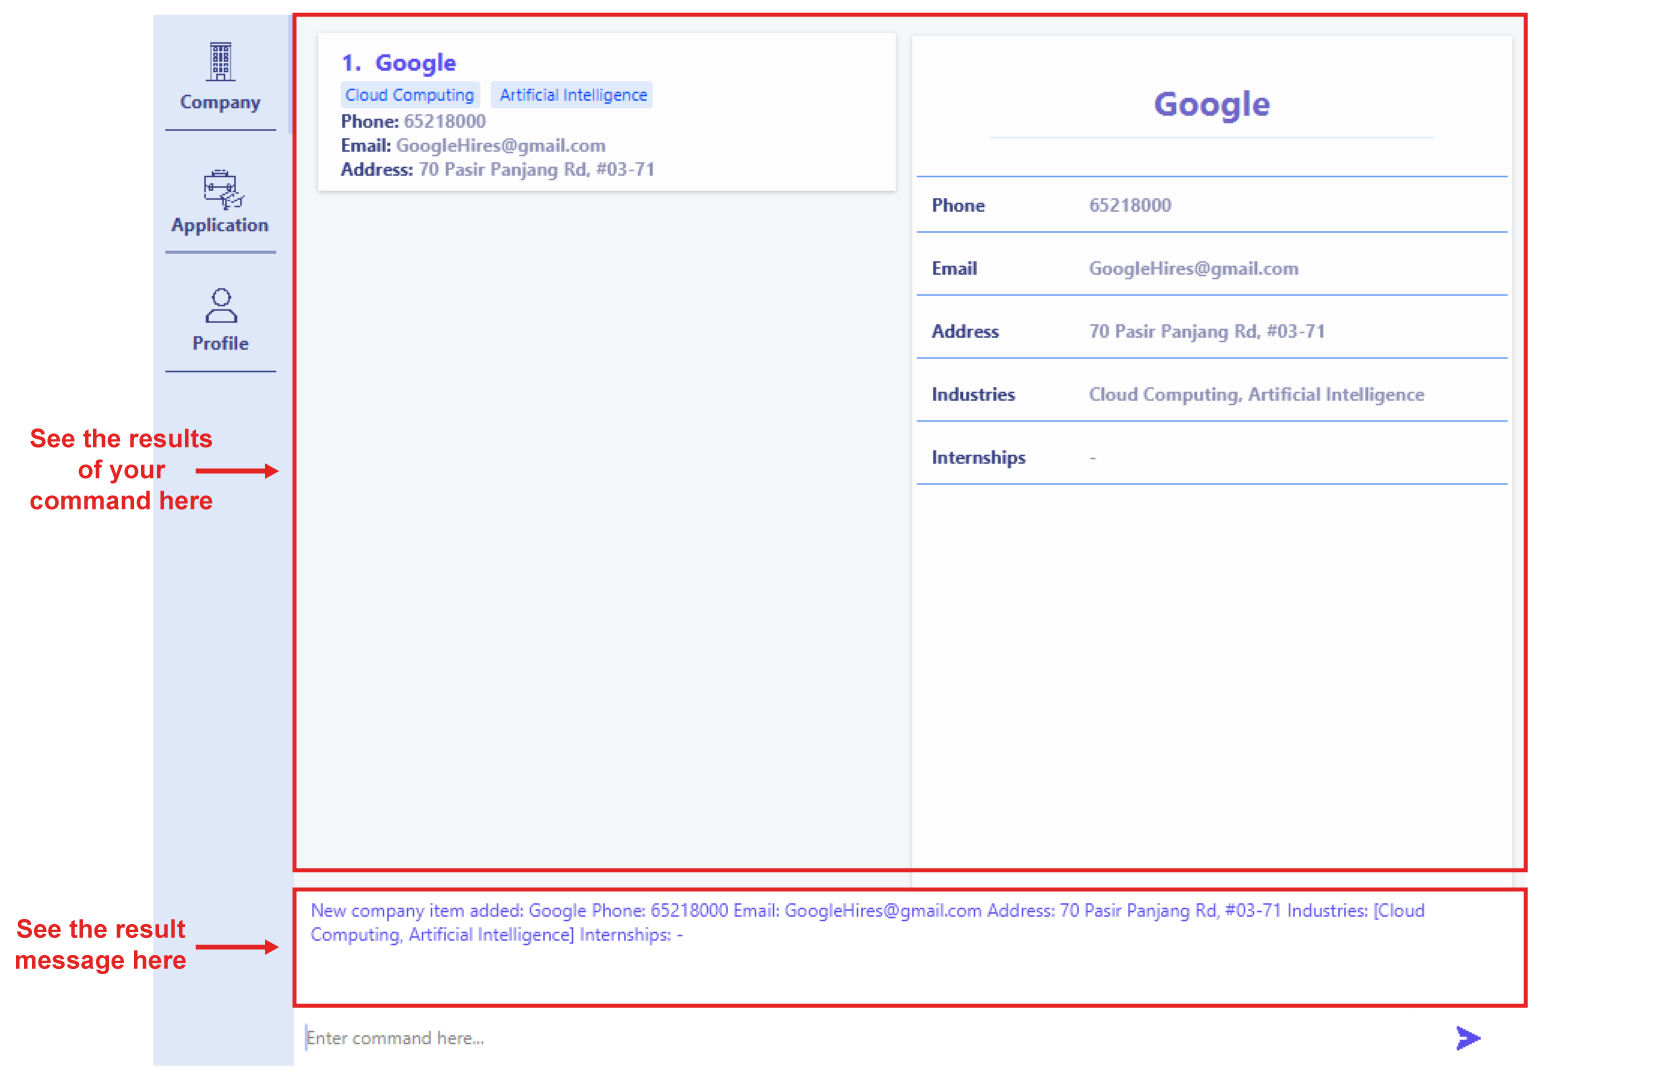 Company
Application
Profile
See the results
of your
command here
See the result
message here
1. Google
Cloud Computing Artificial Intelligence
Phone: 65218000
Email: GoogleHires@gmail.com
Address: 70 Pasir Panjang Rd, #03-71
Google
Phone 65218000
Email GoogleHires@gmail.com
Address 70 Pasir Panjang Rd, #03-71
Industries Cloud Computing, Artificial Intelligence
Internships -
New company item added: Google Phone: 65218000 Email: GoogleHires@gmail.com Address: 70 Pasir Panjang Rd, #03-71 Industries: [Cloud
Computing, Artificial Intelligence] Internships: -
Enter command here...